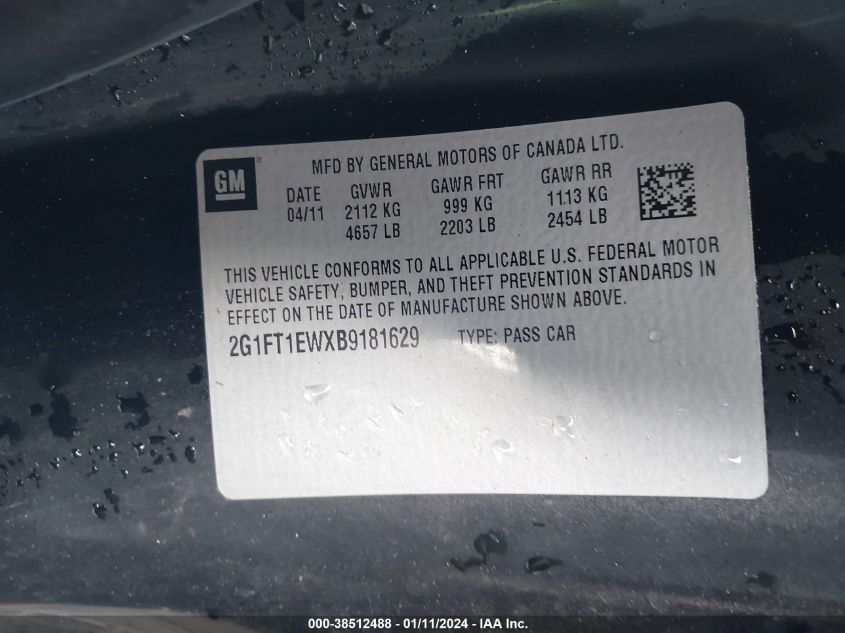 GM
MFD BY GENERAL MOTORS OF CANADA LTD.
DATE GVWR GAWR FRT GAWR RR
04/11 2112 KG 999 KG 1113 KG
4657 LB 2203 LB 2454 LB
THIS VEHICLE CONFORMS TO ALL APPLICABLE U.S. FEDERAL MOTOR
VEHICLE SAFETY, BUMPER, AND THEFT PREVENTION STANDARDS IN
EFFECT ON THE DATE OF MANUFACTURE SHOWN ABOVE.
2G1FT1EWXB9181629 TYPE: PASS CAR
000-38512488 - 01/11/2024 - IAA Inc.